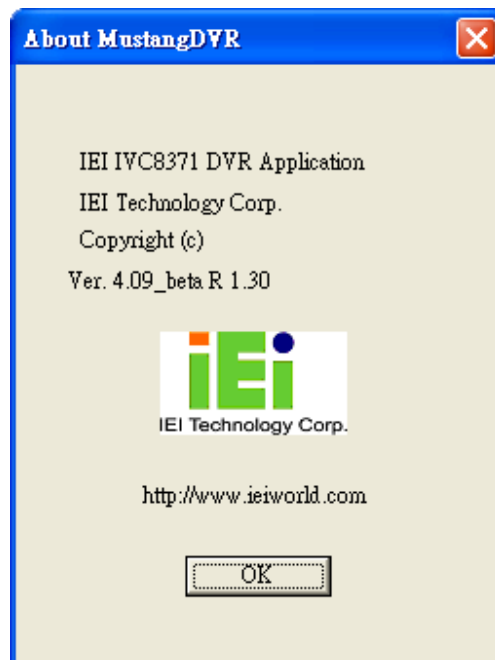 About MustangDVR
IEI IVC8371 DVR Application
IEI Technology Corp.
Copyright (c)
Ver. 4.09_beta R 1.30
iEi
IEI Technology Corp.
http://www.ieiworld.com
OK